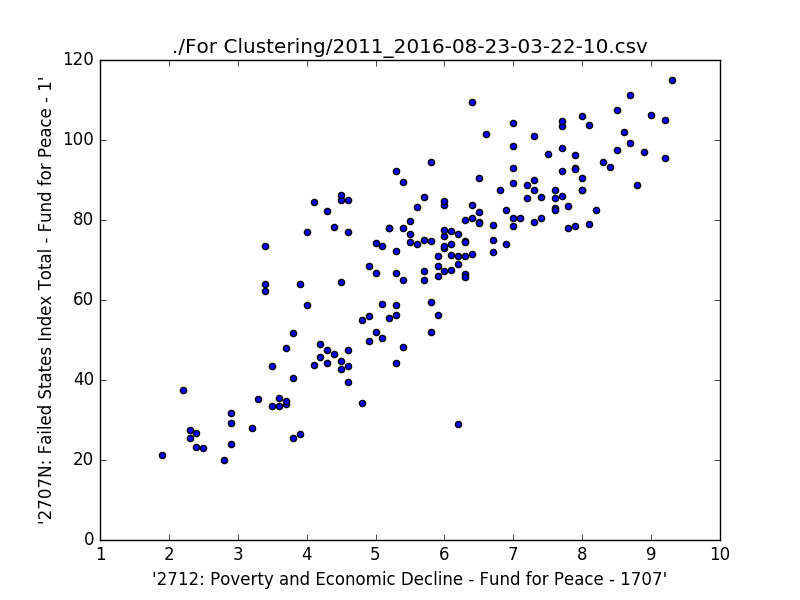 ./For Clustering/2011_2016-08-23-03-22-10.csv
'2707N: Failed States Index Total - Fund for Peace - 1'
120
100
80
60
40
20
0
1 2 3 4 5 6 7 8 9 10
'2712: Poverty and Economic Decline - Fund for Peace - 1707'